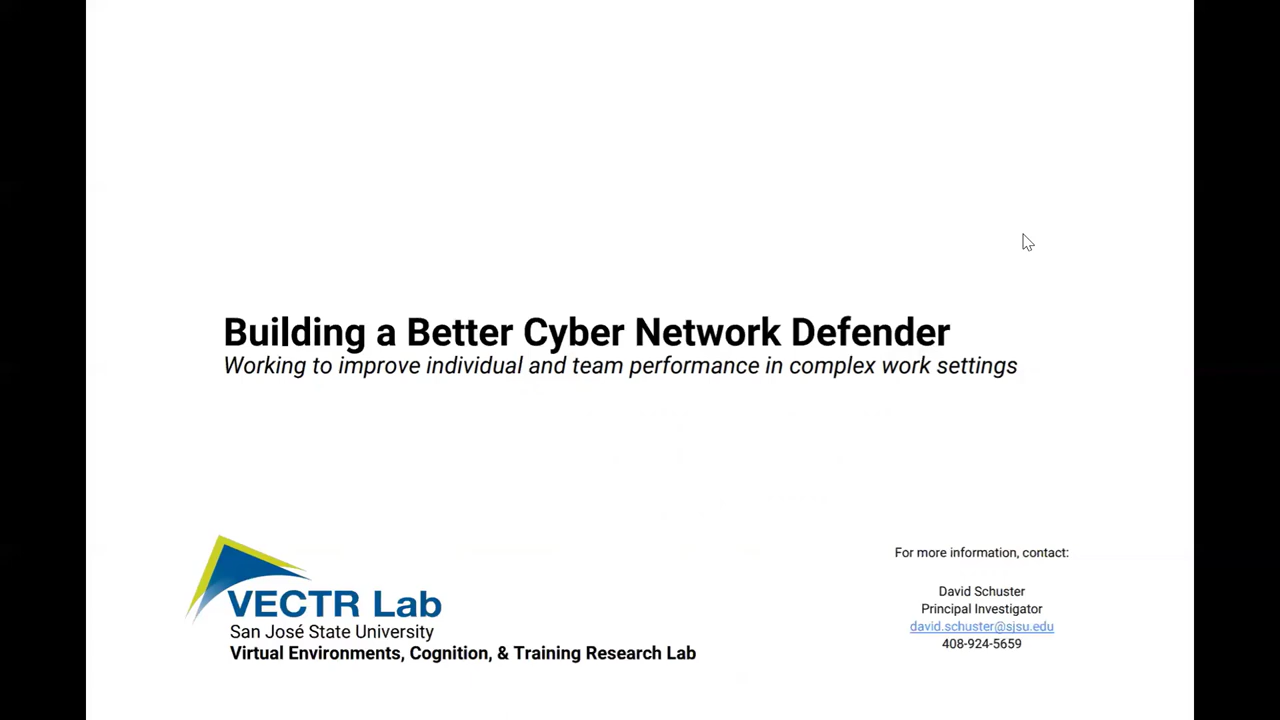 Building a Better Cyber Network Defender
Working to improve individual and team performance in complex work settings
VECTR Lab
San José State University
Virtual Environments, Cognition, & Training Research Lab
For more information, contact:
David Schuster
Principal Investigator
david.schuster@sjsu.edu
408-924-5659